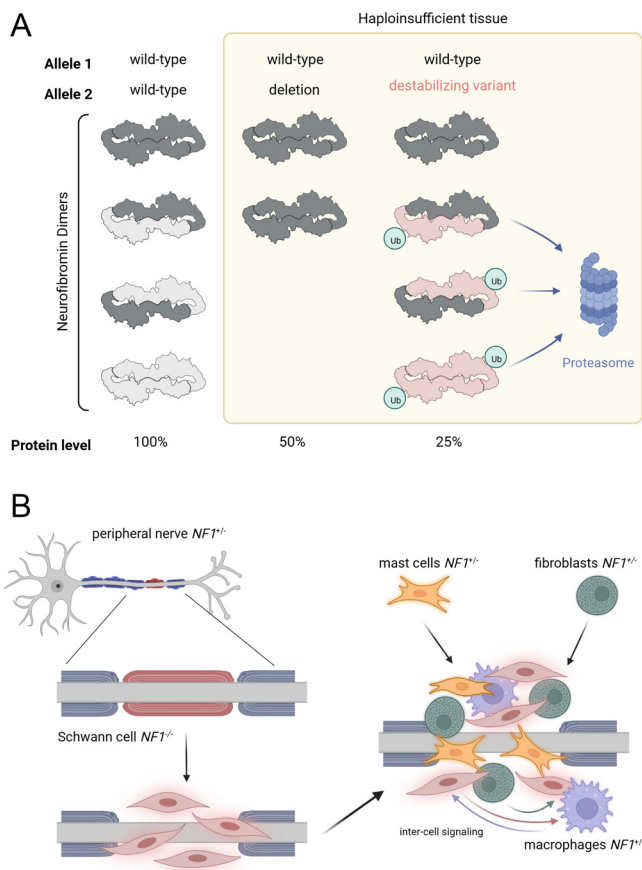 A
Haploinsufficient tissue
Allele 1 wild-type wild-type wild-type
Allele 2 wild-type deletion destabilizing variant
Neurofibromin Dimers
Ub
Ub
Ub
Ub
Proteasome
Protein level 100% 50% 25%
B
peripheral nerve NF1+/-
mast cells NF1+/-
fibroblasts NF1+/-
Schwann cell NF1-/-
inter-cell signaling
macrophages NF1+/